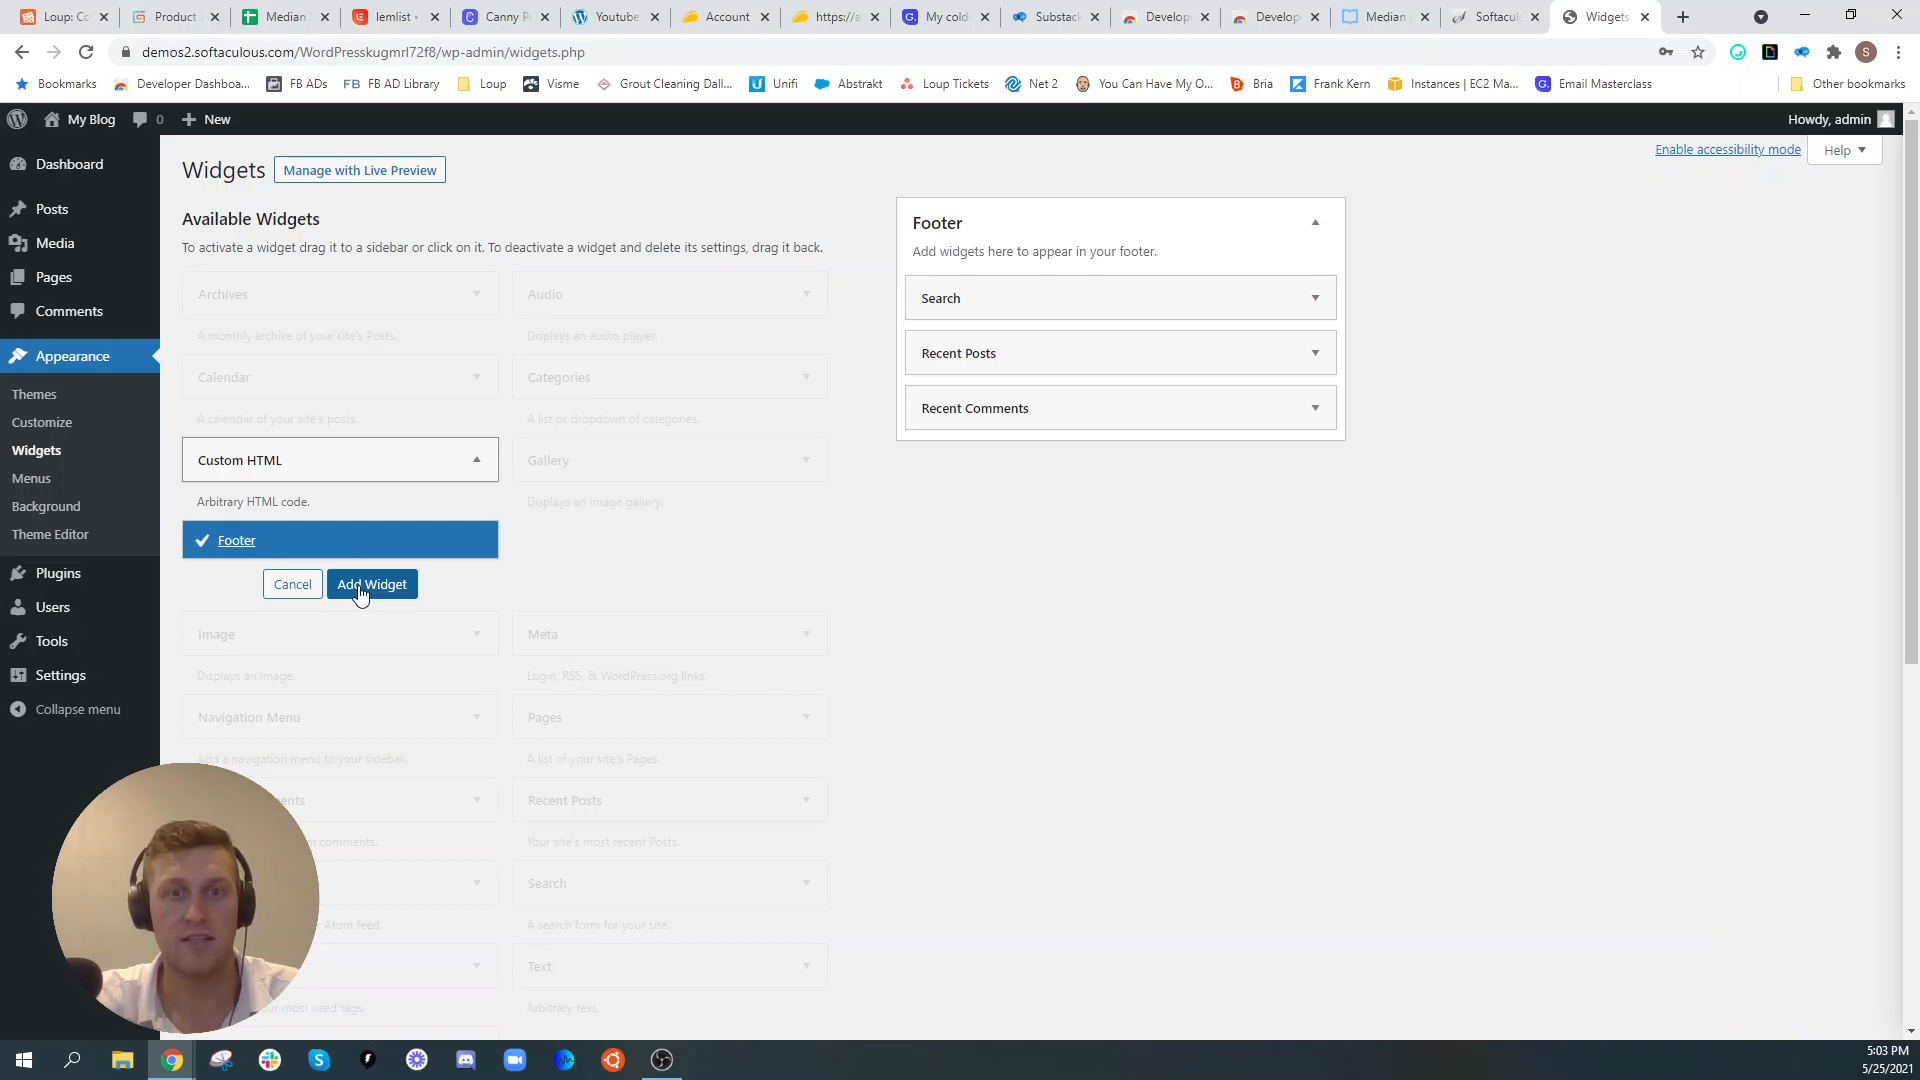 Loup: Co
Product
Median
lemlist
Canny P
Youtube
Account
https://a
My cold
Substack
Develop
Develop
Median
Softacul
Widgets
demos2.softaculous.com/WordPresskugmrl72f8/wp-admin/widgets.php
S
Bookmarks
Developer Dashboa...
FB ADs
FB FB AD Library
Loup
Visme
Grout Cleaning Dall...
Unifi
Abstrakt
Loup Tickets
Net 2
You Can Have My O...
Bria
Frank Kern
Instances | EC2 Ma...
Email Masterclass
Other bookmarks
My Blog
0
New
Howdy, admin
Dashboard
Posts
Media
Pages
Comments
Appearance
Themes
Customize
Widgets
Menus
Background
Theme Editor
Plugins
Users
Tools
Settings
Collapse menu
Widgets
Manage with Live Preview
Enable accessibility mode
Help
Available Widgets
To activate a widget drag it to a sidebar or click on it. To deactivate a widget and delete its settings, drag it back.
Archives
Audio
A monthly archive of your site's Posts.
Displays an audio player.
Calendar
Categories
A calendar of your site's posts.
A list or dropdown of categories.
Custom HTML
Gallery
Arbitrary HTML code.
Displays an image gallery.
Footer
Cancel
Add Widget
Image
Meta
Displays an image.
Login, RSS, & WordPress.org links.
Navigation Menu
Pages
Add a navigation menu to your sidebar.
A list of your site's Pages.
ents
Recent Posts
nt comments.
Your site's most recent Posts.
Search
Atom feed.
A search form for your site.
Text
our most used tags.
Arbitrary text.
Footer
Add widgets here to appear in your footer.
Search
Recent Posts
Recent Comments
5:03 PM
5/25/2021